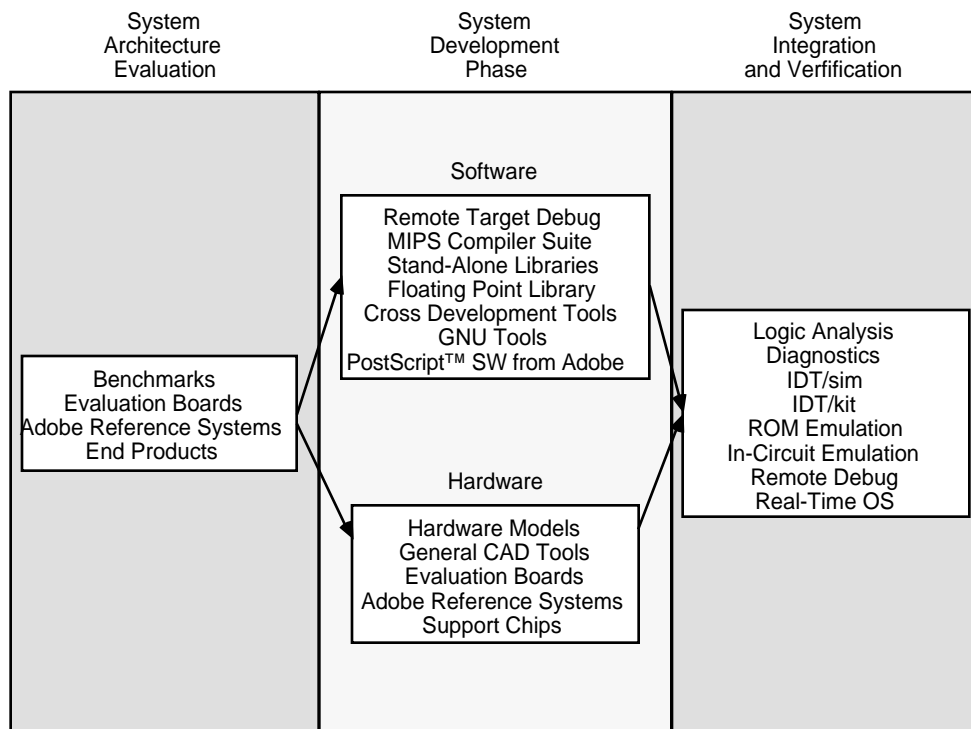 System
Architecture
Evaluation
System
Development
Phase
System
Integration
and Verfification
Software
Remote Target Debug
MIPS Compiler Suite
Stand-Alone Libraries
Floating Point Library
Cross Development Tools
GNU Tools
PostScript™ SW from Adobe
Benchmarks
Evaluation Boards
Adobe Reference Systems
End Products
Hardware
Hardware Models
General CAD Tools
Evaluation Boards
Adobe Reference Systems
Support Chips
Logic Analysis
Diagnostics
IDT/sim
IDT/kit
ROM Emulation
In-Circuit Emulation
Remote Debug
Real-Time OS